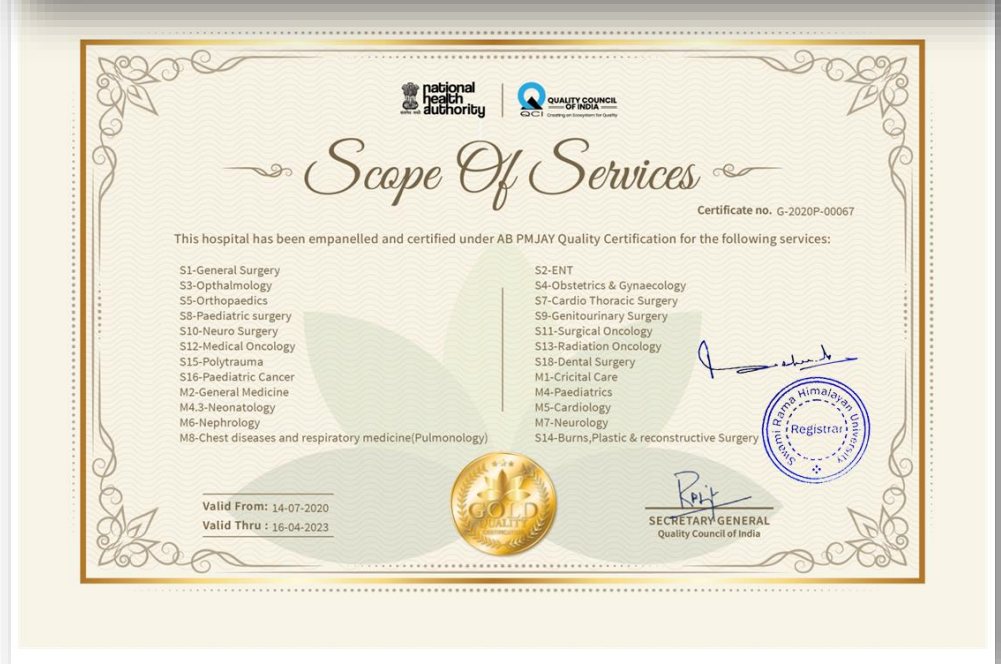 national
health
authority
QUALITY COUNCIL
OF INDIA
QCI Creating an Ecosystem for Quality
Scope Of Services
Certificate no. G-2020P-00067
This hospital has been empanelled and certified under AB PMJAY Quality Certification for the following services:
S1-General Surgery
S3-Opthalmology
S5-Orthopaedics
S8-Paediatric surgery
S10-Neuro Surgery
S12-Medical Oncology
S15-Polytrauma
S16-Paediatric Cancer
M2-General Medicine
M4.3-Neonatology
M6-Nephrology
M8-Chest diseases and respiratory medicine(Pulmonology)
S2-ENT
S4-Obstetrics & Gynaecology
S7-Cardio Thoracic Surgery
S9-Genitourinary Surgery
S11-Surgical Oncology
S13-Radiation Oncology
S18-Dental Surgery
M1-Cricital Care
M4-Paediatrics
M5-Cardiology
M7-Neurology
S14-Burns,Plastic & reconstructive Surgery
Swami Rama Himalayan University
Registrar
Valid From: 14-07-2020
Valid Thru : 16-04-2023
GOLD
QUALITY
SECRETARY GENERAL
Quality Council of India